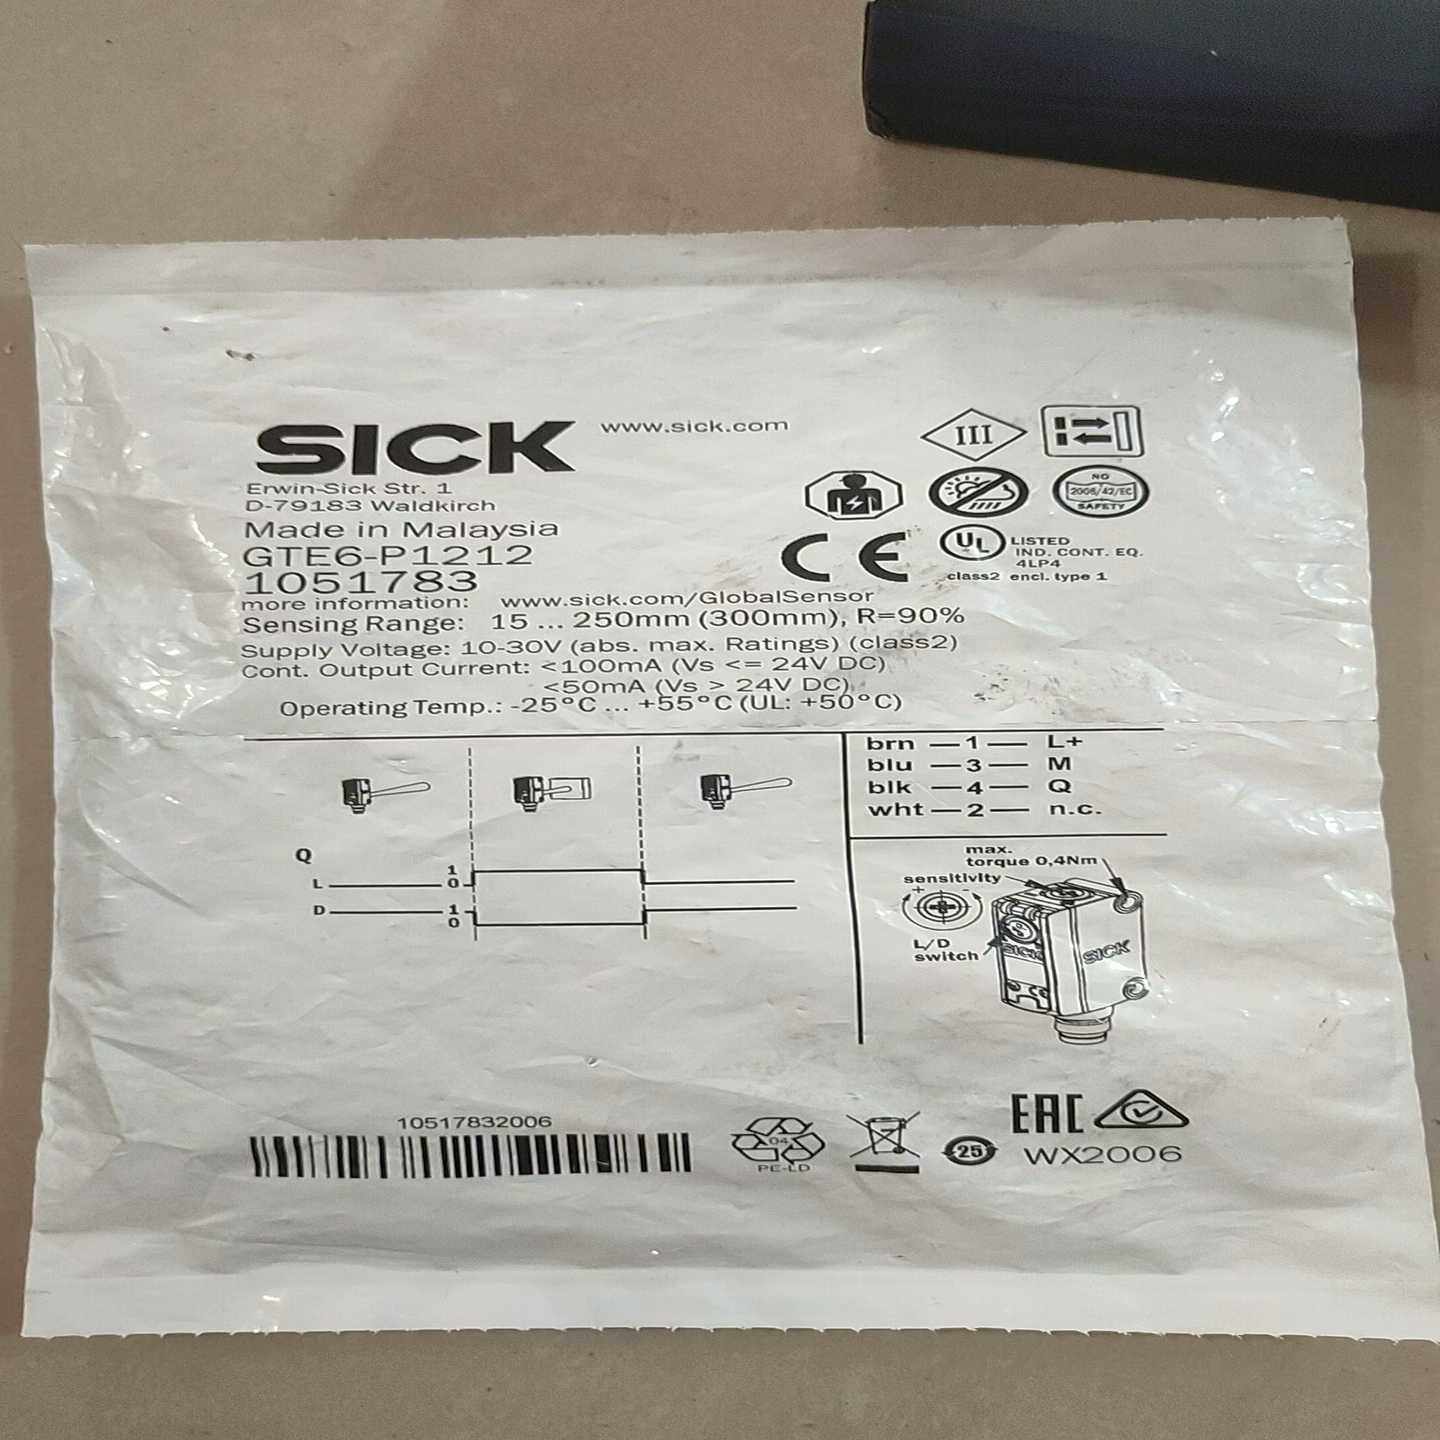 SICK www.sick.com
Erwin-Sick Str. 1
D-79183 Waldkirch
Made in Malaysia
GTE6-P1212
1051783
more information: www.sick.com/GlobalSensor
Sensing Range: 15 ... 250mm (300mm), R=90%
Supply Voltage: 10-30V (abs. max. Ratings) (class2)
Cont. Output Current: <100mA (Vs <= 24V DC)
<50mA (Vs > 24V DC)
Operating Temp.: -25°C ... +55°C (UL: +50°C)
III
NO
2006/42/EC
SAFETY
CE
UL LISTED
IND. CONT. EQ.
4LP4
class2 encl. type 1
Q
L 1
0
D 1
0
brn — 1 — L+
blu — 3 — M
blk — 4 — Q
wht — 2 — n.c.
max.
torque 0,4Nm
sensitivity
+ -
L/D
switch
SICK
SICK
10517832006
04
PE-LD
25
EAC
WX2006